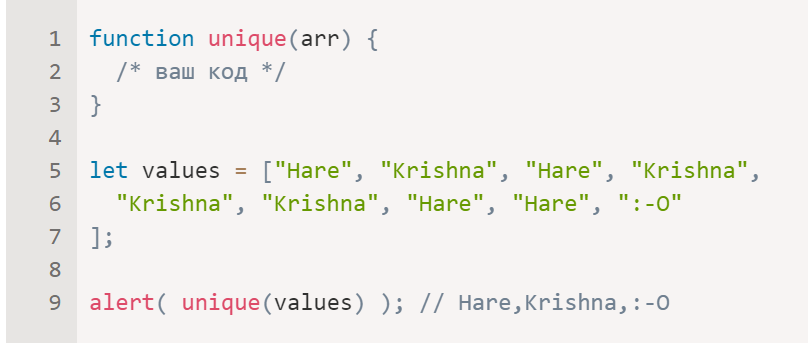 1 function unique(arr) {
2   /* ваш код */
3 }
4
5 let values = ["Hare", "Krishna", "Hare", "Krishna",
6   "Krishna", "Krishna", "Hare", "Hare", ":-O"
7 ];
8
9 alert( unique(values) ); // Hare,Krishna,:-O